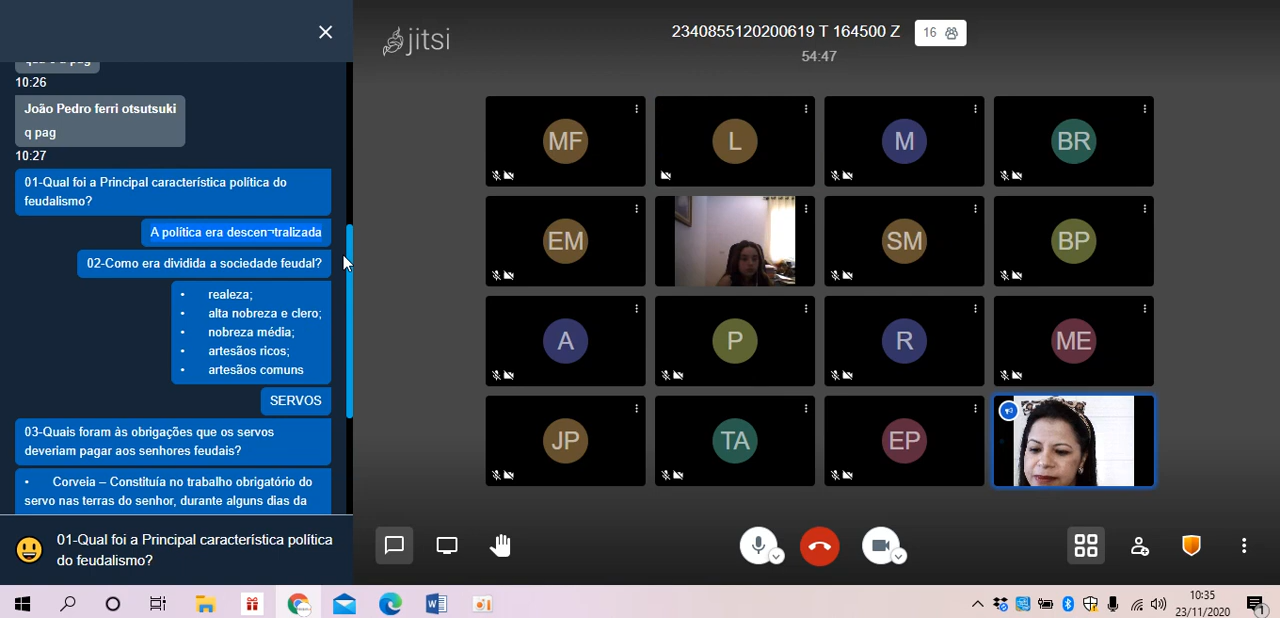 10:26
João Pedro ferri otsutsuki
q pag
10:27
01-Qual foi a Principal característica política do
feudalismo?
A política era descen¬tralizada
02-Como era dividida a sociedade feudal?
• realeza;
• alta nobreza e clero;
• nobreza média;
• artesãos ricos;
• artesãos comuns
SERVOS
03-Quais foram às obrigações que os servos
deveriam pagar aos senhores feudais?
• Corveia – Constituía no trabalho obrigatório do
servo nas terras do senhor, durante alguns dias da
01-Qual foi a Principal característica política
do feudalismo?
jitsi
2340855120200619 T 164500 Z
16
54:47
MF
L
M
BR
EM
SM
BP
A
P
R
ME
JP
TA
EP
10:35
23/11/2020
1